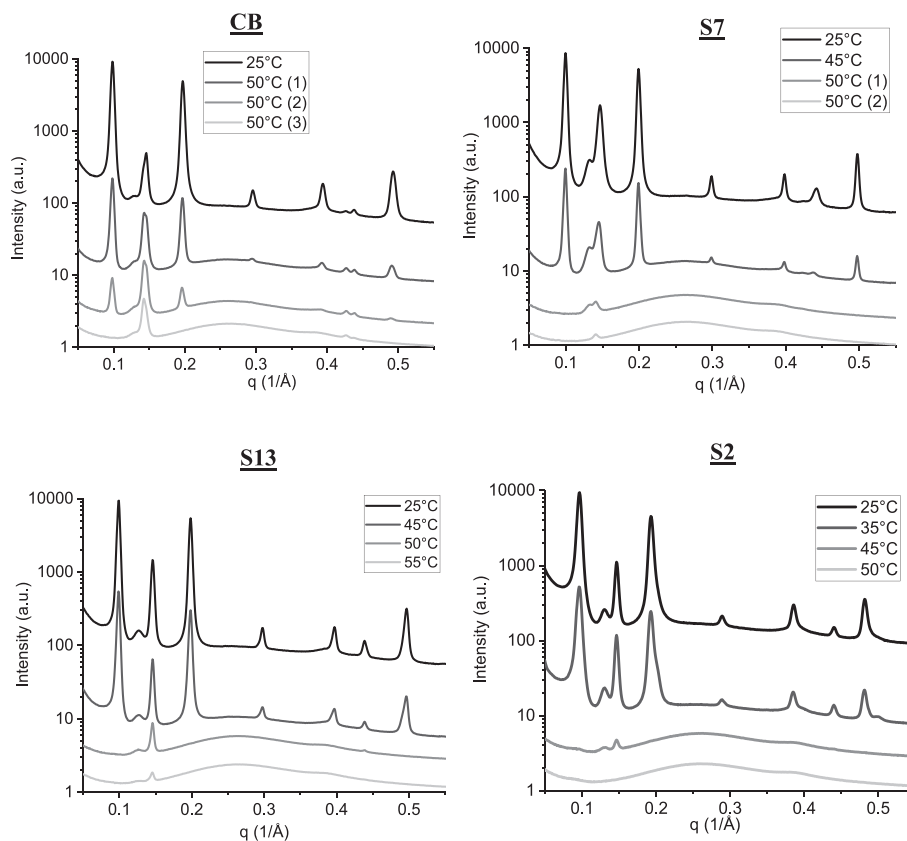 CB
25°C
50°C (1)
50°C (2)
50°C (3)
10000
1000
100
10
1
Intensity (a.u.)
0.1 0.2 0.3 0.4 0.5
q (1/Å)
S7
25°C
45°C
50°C (1)
50°C (2)
10000
1000
100
10
1
Intensity (a.u.)
0.1 0.2 0.3 0.4 0.5
q (1/Å)
S13
25°C
45°C
50°C
55°C
10000
1000
100
10
1
Intensity (a.u.)
0.1 0.2 0.3 0.4 0.5
q (1/Å)
S2
25°C
35°C
45°C
50°C
10000
1000
100
10
1
Intensity (a.u.)
0.1 0.2 0.3 0.4 0.5
q (1/Å)